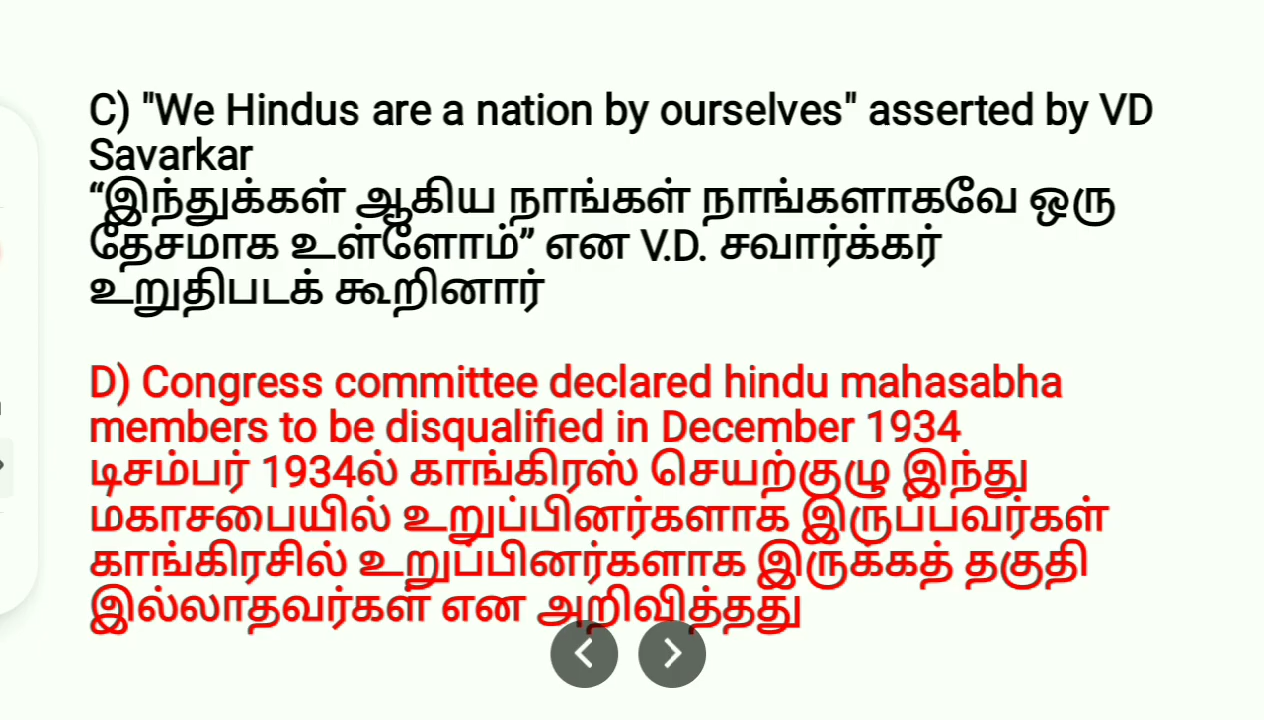 C) "We Hindus are a nation by ourselves" asserted by VD
Savarkar
“இந்துக்கள் ஆகிய நாங்கள் நாங்களாகவே ஒரு
தேசமாக உள்ளோம்” என V.D. சவார்க்கர்
உறுதிபடக் கூறினார்
D) Congress committee declared hindu mahasabha
members to be disqualified in December 1934
டிசம்பர் 1934ல் காங்கிரஸ் செயற்குழு இந்து
மகாசபையில் உறுப்பினர்களாக இருப்பவர்கள்
காங்கிரசில் உறுப்பினர்களாக இருக்கத் தகுதி
இல்லாதவர்கள் என அறிவித்தது